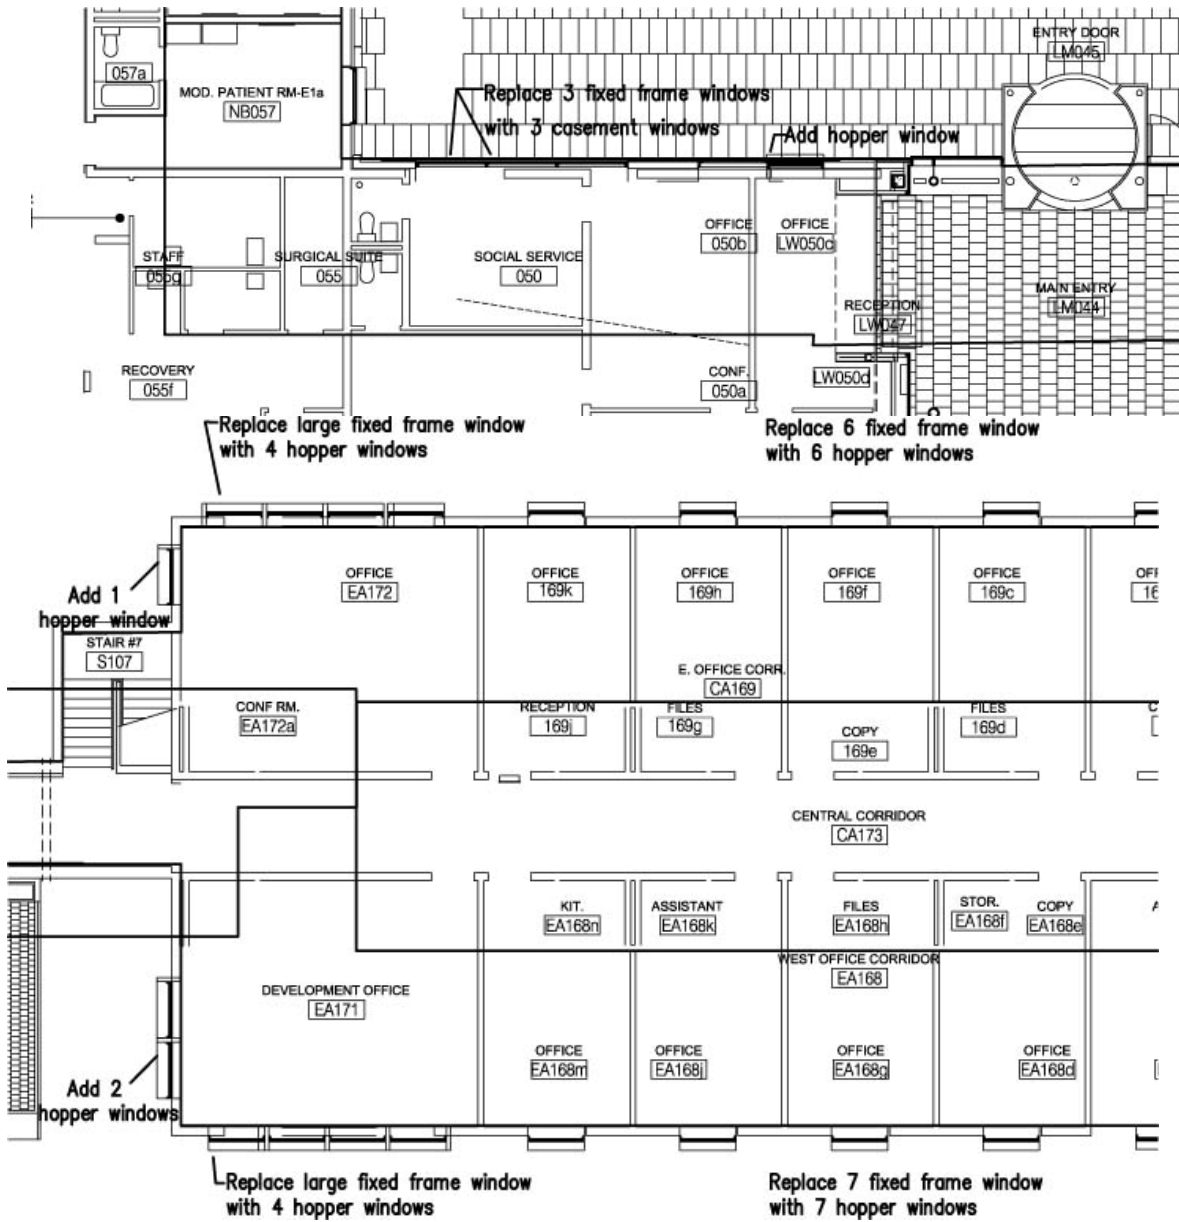 ENTRY DOOR
LM045
057a
MOD. PATIENT RM-E1a
NB057
Replace 3 fixed frame windows
with 3 casement windows
Add hopper window
STAFF
055g
SURGICAL SUITE
055
SOCIAL SERVICE
050
OFFICE
050b
OFFICE
LW050c
MAIN ENTRY
LM044
RECEPTION
LW047
RECOVERY
055f
CONF.
050a
LW050d
Replace large fixed frame window
with 4 hopper windows
Replace 6 fixed frame window
with 6 hopper windows
Add 1
hopper window
OFFICE
EA172
OFFICE
169k
OFFICE
169h
OFFICE
169f
OFFICE
169c
STAIR #7
S107
E. OFFICE CORR.
CA169
CONF RM.
EA172a
RECEPTION
169j
FILES
169g
COPY
169e
FILES
169d
CENTRAL CORRIDOR
CA173
KIT.
EA168n
ASSISTANT
EA168k
FILES
EA168h
STOR.
EA168f
COPY
EA168e
WEST OFFICE CORRIDOR
EA168
DEVELOPMENT OFFICE
EA171
OFFICE
EA168m
OFFICE
EA168j
OFFICE
EA168g
OFFICE
EA168d
Add 2
hopper windows
Replace large fixed frame window
with 4 hopper windows
Replace 7 fixed frame window
with 7 hopper windows